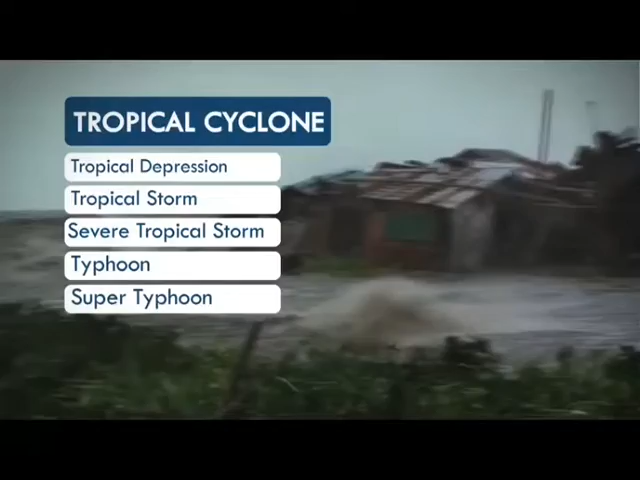 TROPICAL CYCLONE
Tropical Depression
Tropical Storm
Severe Tropical Storm
Typhoon
Super Typhoon